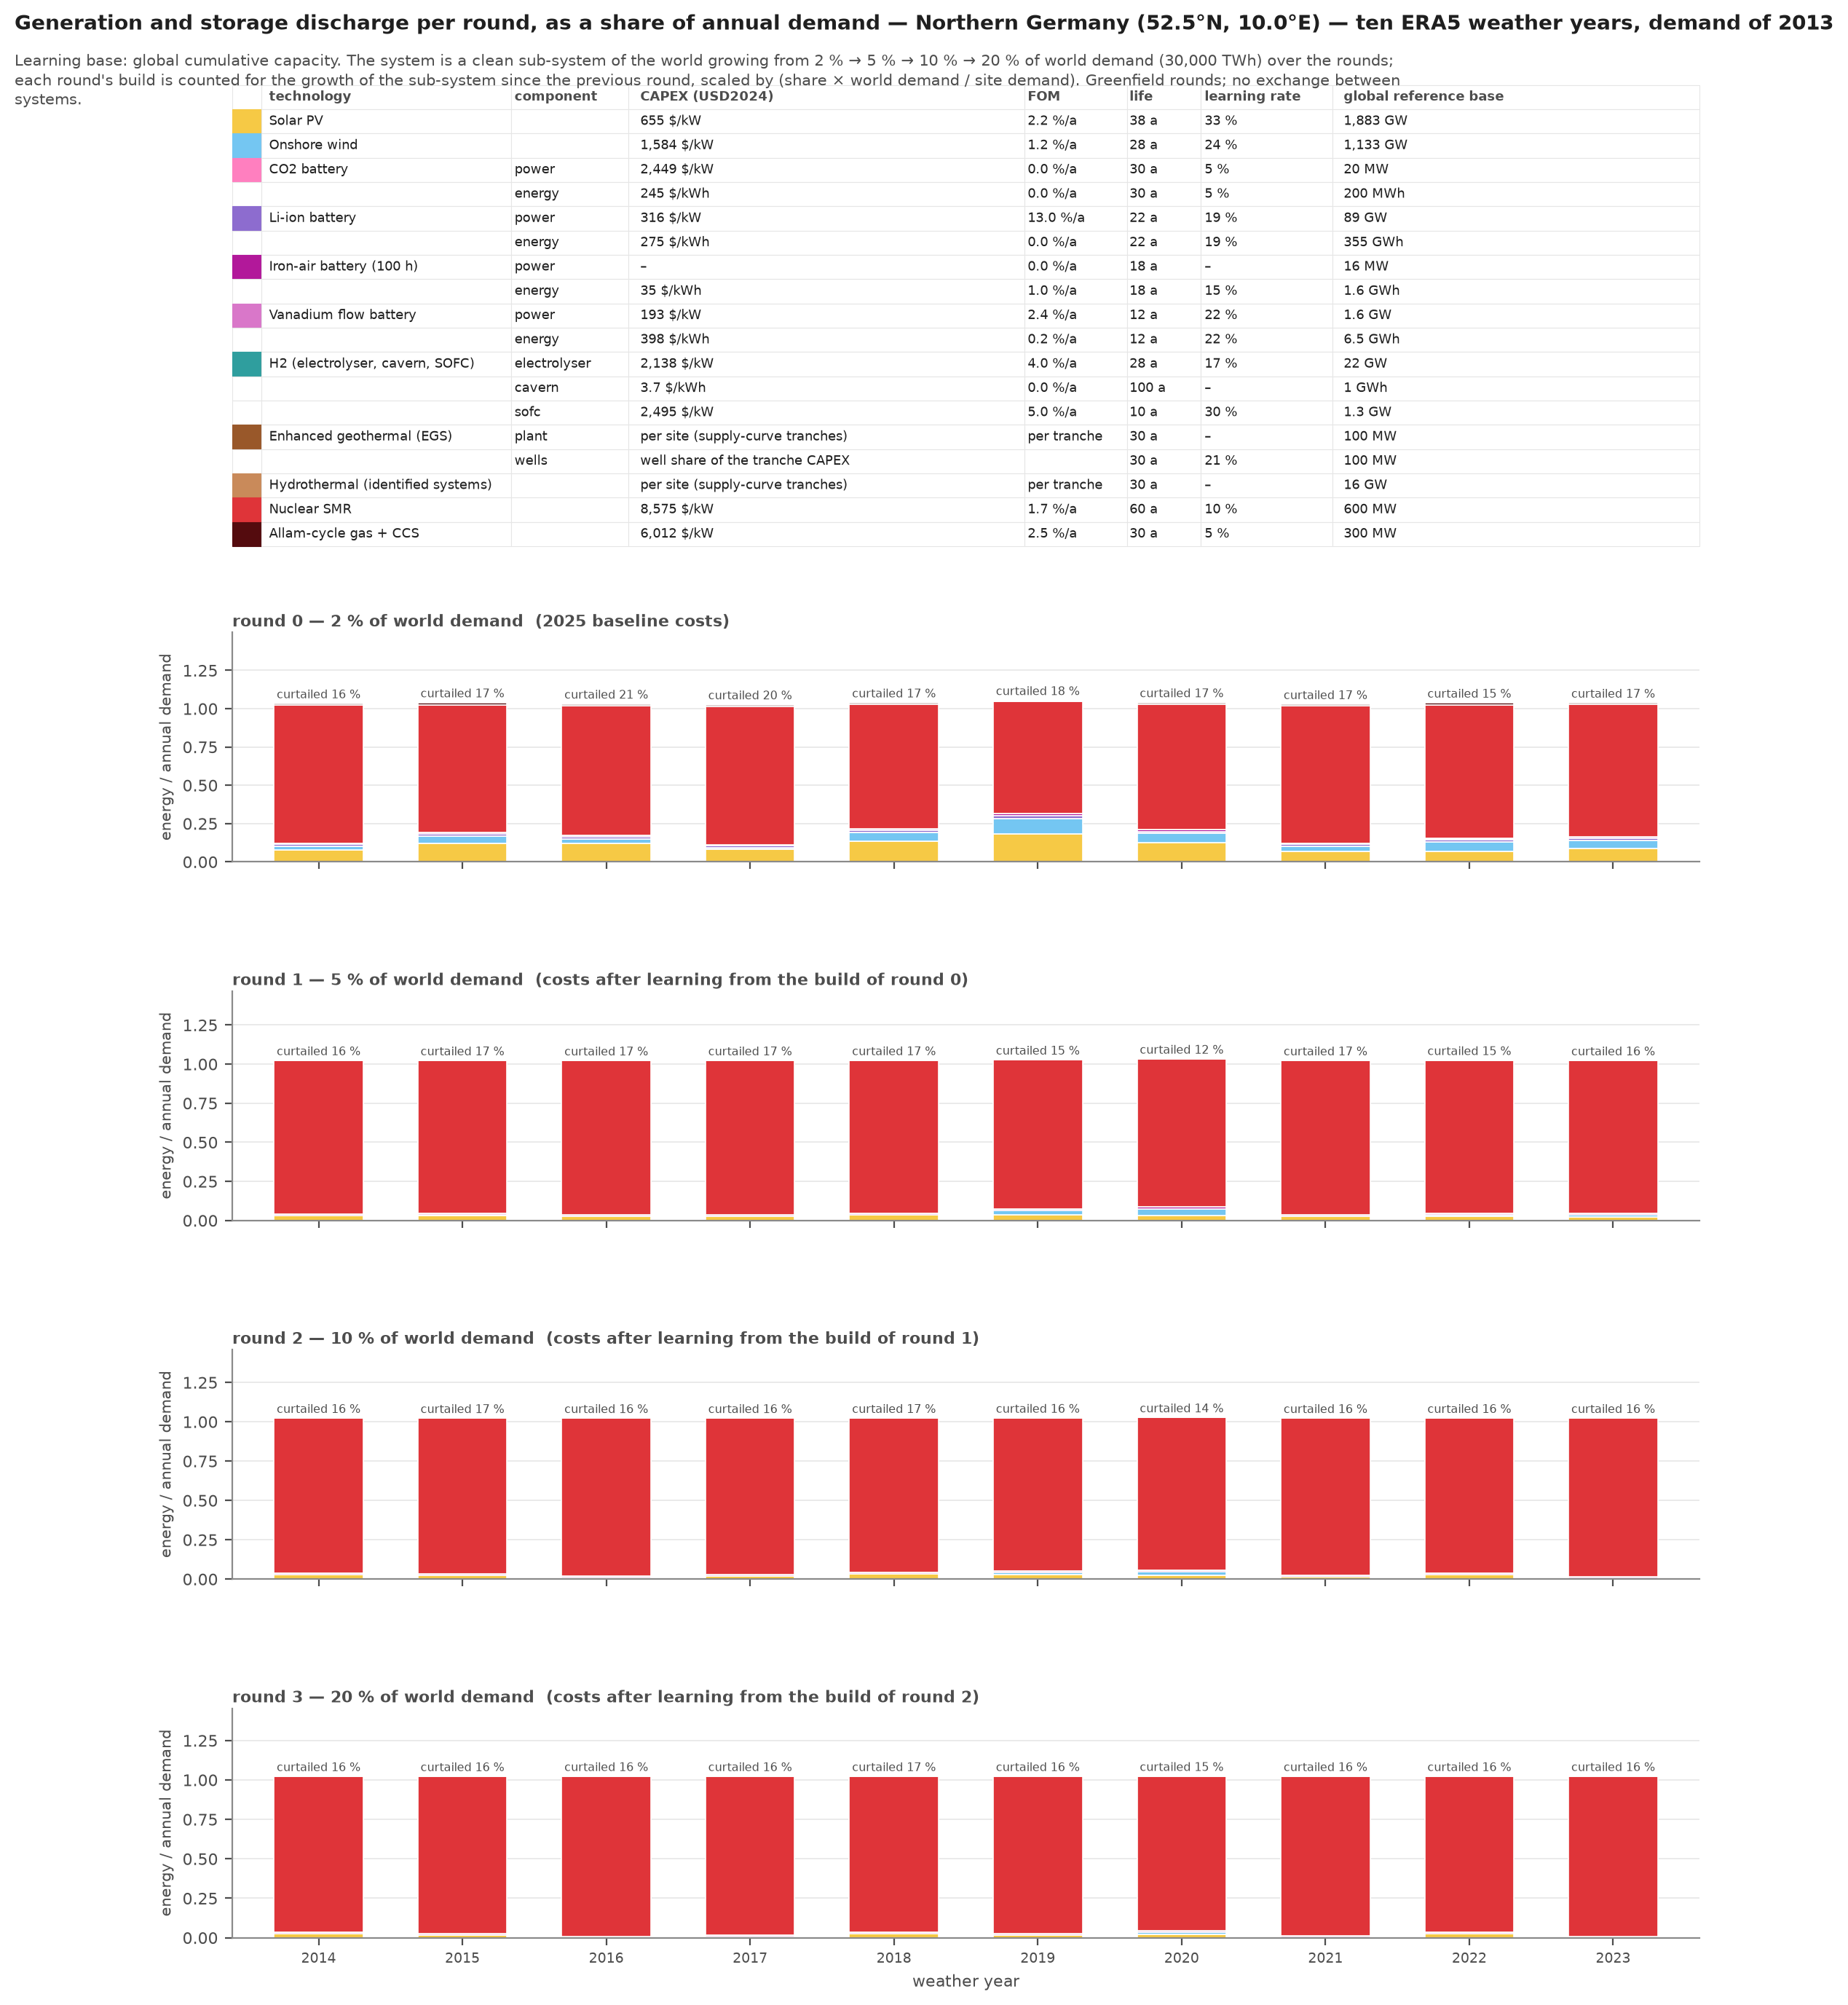 Generation and storage discharge per round, as a share of annual demand — Northern Germany (52.5°N, 10.0°E) — ten ERA5 weather years, demand of 2013
Learning base: global cumulative capacity. The system is a clean sub-system of the world growing from 2 % → 5 % → 10 % → 20 % of world demand (30,000 TWh) over the rounds;
each round's build is counted for the growth of the sub-system since the previous round, scaled by (share × world demand / site demand). Greenfield rounds; no exchange between
systems.
technology component CAPEX (USD2024) FOM life learning rate global reference base
Solar PV 655 $/kW 2.2 %/a 38 a 33 % 1,883 GW
Onshore wind 1,584 $/kW 1.2 %/a 28 a 24 % 1,133 GW
CO2 battery power 2,449 $/kW 0.0 %/a 30 a 5 % 20 MW
energy 245 $/kWh 0.0 %/a 30 a 5 % 200 MWh
Li-ion battery power 316 $/kW 13.0 %/a 22 a 19 % 89 GW
energy 275 $/kWh 0.0 %/a 22 a 19 % 355 GWh
Iron-air battery (100 h) power – 0.0 %/a 18 a – 16 MW
energy 35 $/kWh 1.0 %/a 18 a 15 % 1.6 GWh
Vanadium flow battery power 193 $/kW 2.4 %/a 12 a 22 % 1.6 GW
energy 398 $/kWh 0.2 %/a 12 a 22 % 6.5 GWh
H2 (electrolyser, cavern, SOFC) electrolyser 2,138 $/kW 4.0 %/a 28 a 17 % 22 GW
cavern 3.7 $/kWh 0.0 %/a 100 a – 1 GWh
sofc 2,495 $/kW 5.0 %/a 10 a 30 % 1.3 GW
Enhanced geothermal (EGS) plant per site (supply-curve tranches) per tranche 30 a – 100 MW
wells well share of the tranche CAPEX 30 a 21 % 100 MW
Hydrothermal (identified systems) per site (supply-curve tranches) per tranche 30 a – 16 GW
Nuclear SMR 8,575 $/kW 1.7 %/a 60 a 10 % 600 MW
Allam-cycle gas + CCS 6,012 $/kW 2.5 %/a 30 a 5 % 300 MW
round 0 — 2 % of world demand (2025 baseline costs)
energy / annual demand
1.25
1.00
0.75
0.50
0.25
0.00
curtailed 16 % curtailed 17 % curtailed 21 % curtailed 20 % curtailed 17 % curtailed 18 % curtailed 17 % curtailed 17 % curtailed 15 % curtailed 17 %
round 1 — 5 % of world demand (costs after learning from the build of round 0)
energy / annual demand
1.25
1.00
0.75
0.50
0.25
0.00
curtailed 16 % curtailed 17 % curtailed 17 % curtailed 17 % curtailed 17 % curtailed 15 % curtailed 12 % curtailed 17 % curtailed 15 % curtailed 16 %
round 2 — 10 % of world demand (costs after learning from the build of round 1)
energy / annual demand
1.25
1.00
0.75
0.50
0.25
0.00
curtailed 16 % curtailed 17 % curtailed 16 % curtailed 16 % curtailed 17 % curtailed 16 % curtailed 14 % curtailed 16 % curtailed 16 % curtailed 16 %
round 3 — 20 % of world demand (costs after learning from the build of round 2)
energy / annual demand
1.25
1.00
0.75
0.50
0.25
0.00
curtailed 16 % curtailed 16 % curtailed 16 % curtailed 16 % curtailed 17 % curtailed 16 % curtailed 15 % curtailed 16 % curtailed 16 % curtailed 16 %
2014 2015 2016 2017 2018 2019 2020 2021 2022 2023
weather year